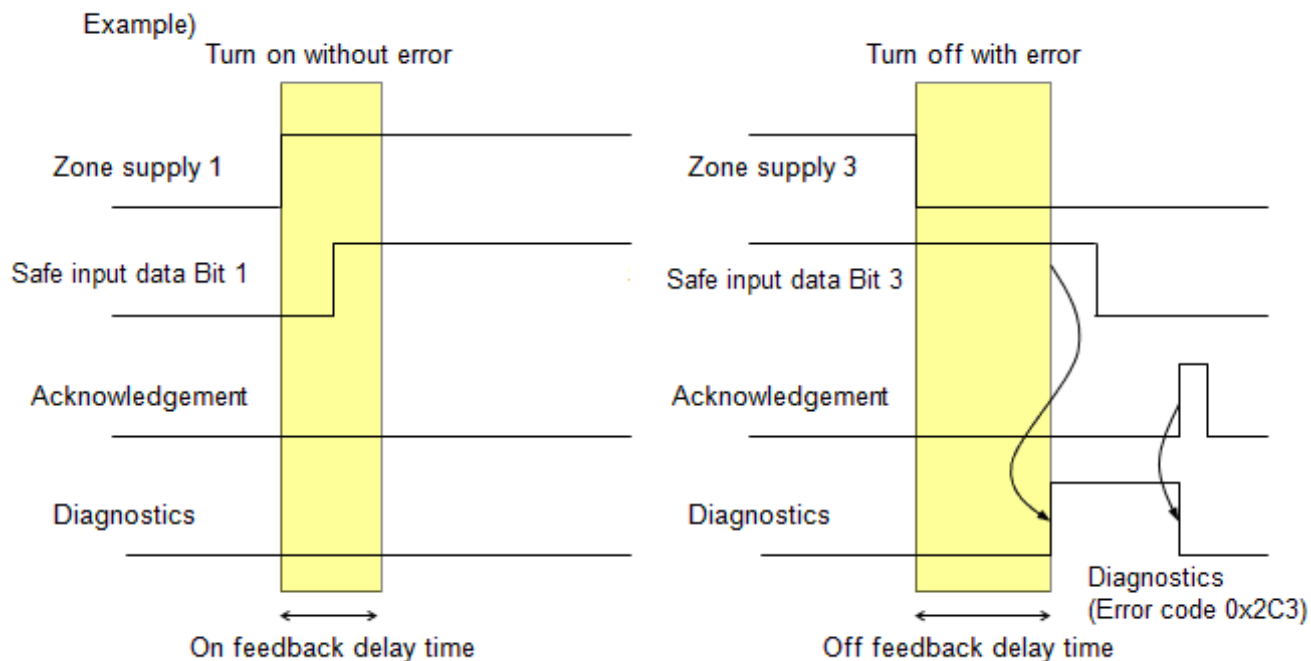 Example)
Turn on without error
Zone supply 1
Safe input data Bit 1
Acknowledgement
Diagnostics
On feedback delay time
Turn off with error
Zone supply 3
Safe input data Bit 3
Acknowledgement
Diagnostics
Diagnostics
(Error code 0x2C3)
Off feedback delay time